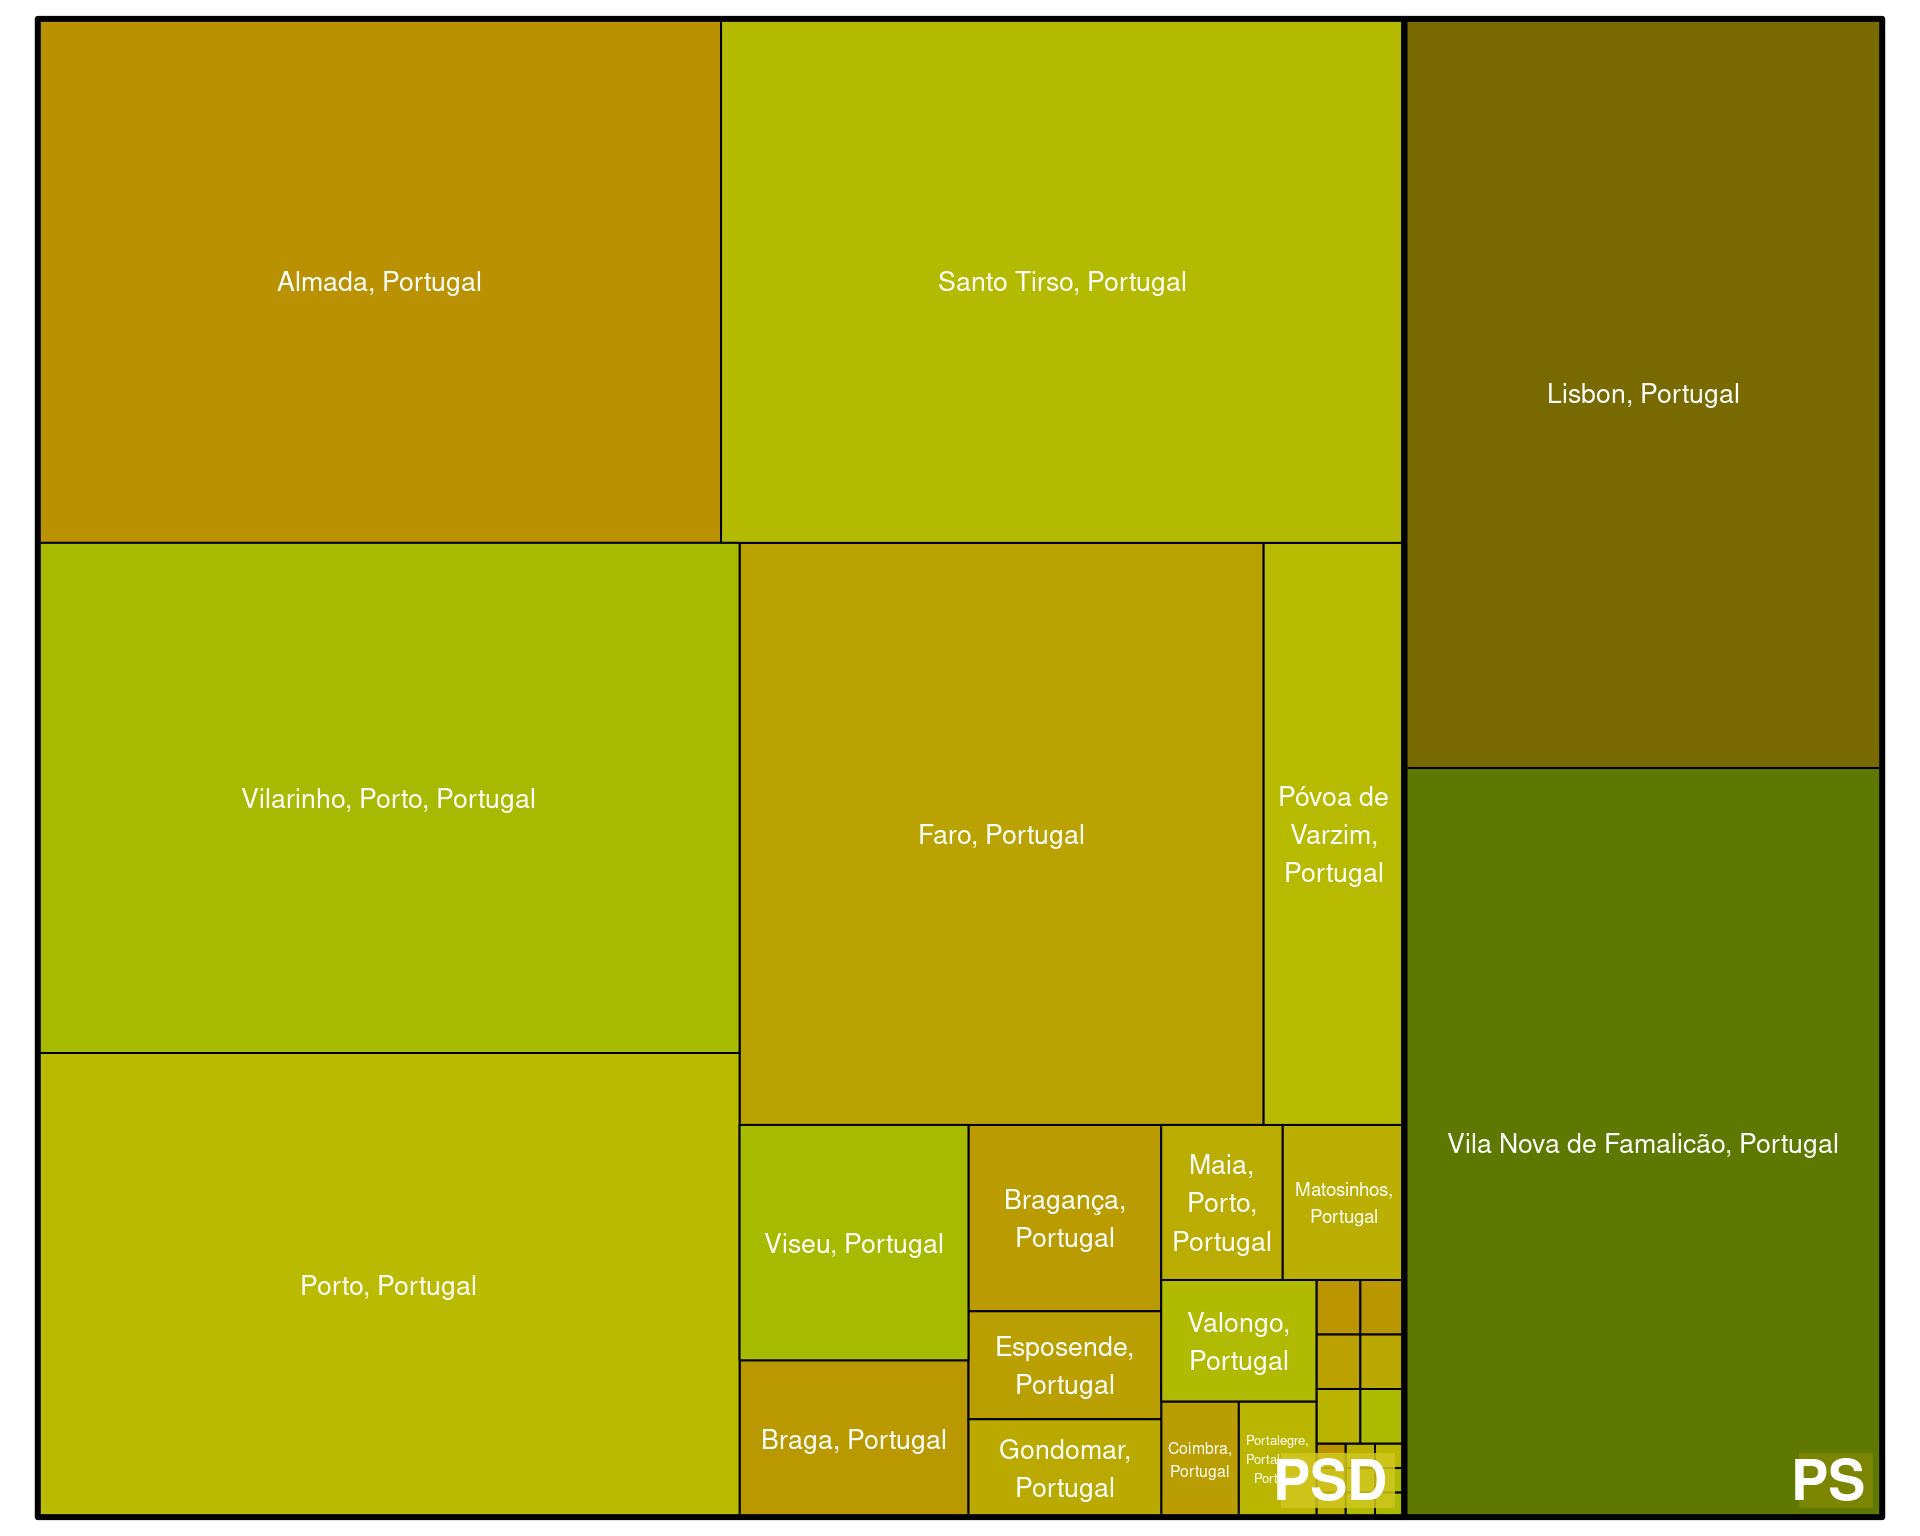 Almada, Portugal
Santo Tirso, Portugal
Lisbon, Portugal
Vilarinho, Porto, Portugal
Faro, Portugal
Póvoa de
Varzim,
Portugal
Porto, Portugal
Viseu, Portugal
Braga, Portugal
Bragança,
Portugal
Esposende,
Portugal
Gondomar,
Portugal
Maia,
Porto,
Portugal
Matosinhos,
Portugal
Valongo,
Portugal
Coimbra,
Portugal
Portalegre,
PSD
Vila Nova de Famalicão, Portugal
PS